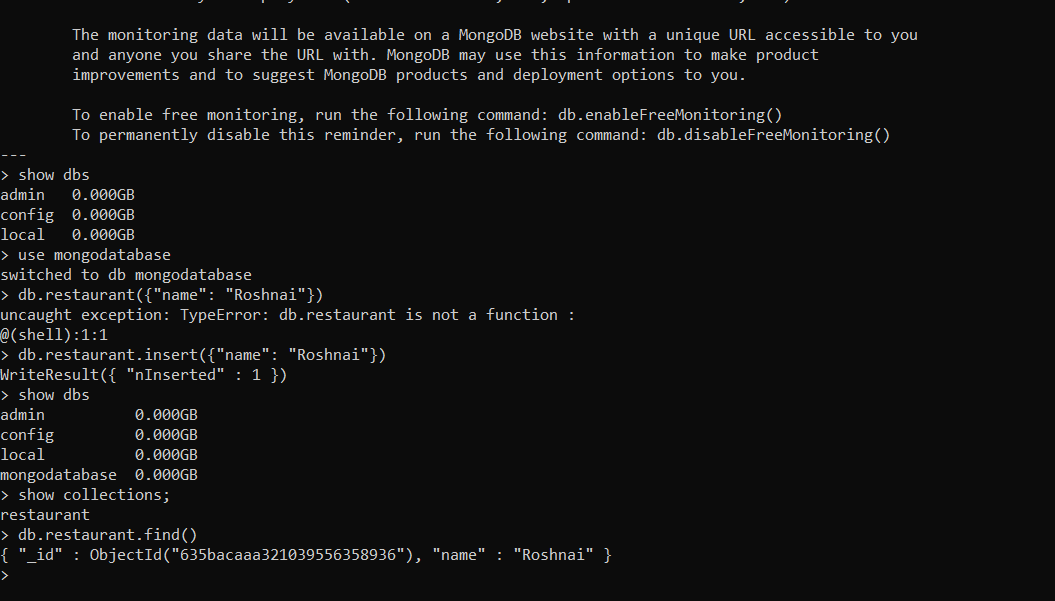 The monitoring data will be available on a MongoDB website with a unique URL accessible to you
and anyone you share the URL with. MongoDB may use this information to make product
improvements and to suggest MongoDB products and deployment options to you.
To enable free monitoring, run the following command: db.enableFreeMonitoring()
To permanently disable this reminder, run the following command: db.disableFreeMonitoring()
---
> show dbs
admin   0.000GB
config  0.000GB
local   0.000GB
> use mongodatabase
switched to db mongodatabase
> db.restaurant({"name": "Roshnai"})
uncaught exception: TypeError: db.restaurant is not a function :
@(shell):1:1
> db.restaurant.insert({"name": "Roshnai"})
WriteResult({ "nInserted" : 1 })
> show dbs
admin          0.000GB
config         0.000GB
local          0.000GB
mongodatabase  0.000GB
> show collections;
restaurant
> db.restaurant.find()
{ "_id" : ObjectId("635bacaaa321039556358936"), "name" : "Roshnai" }
>